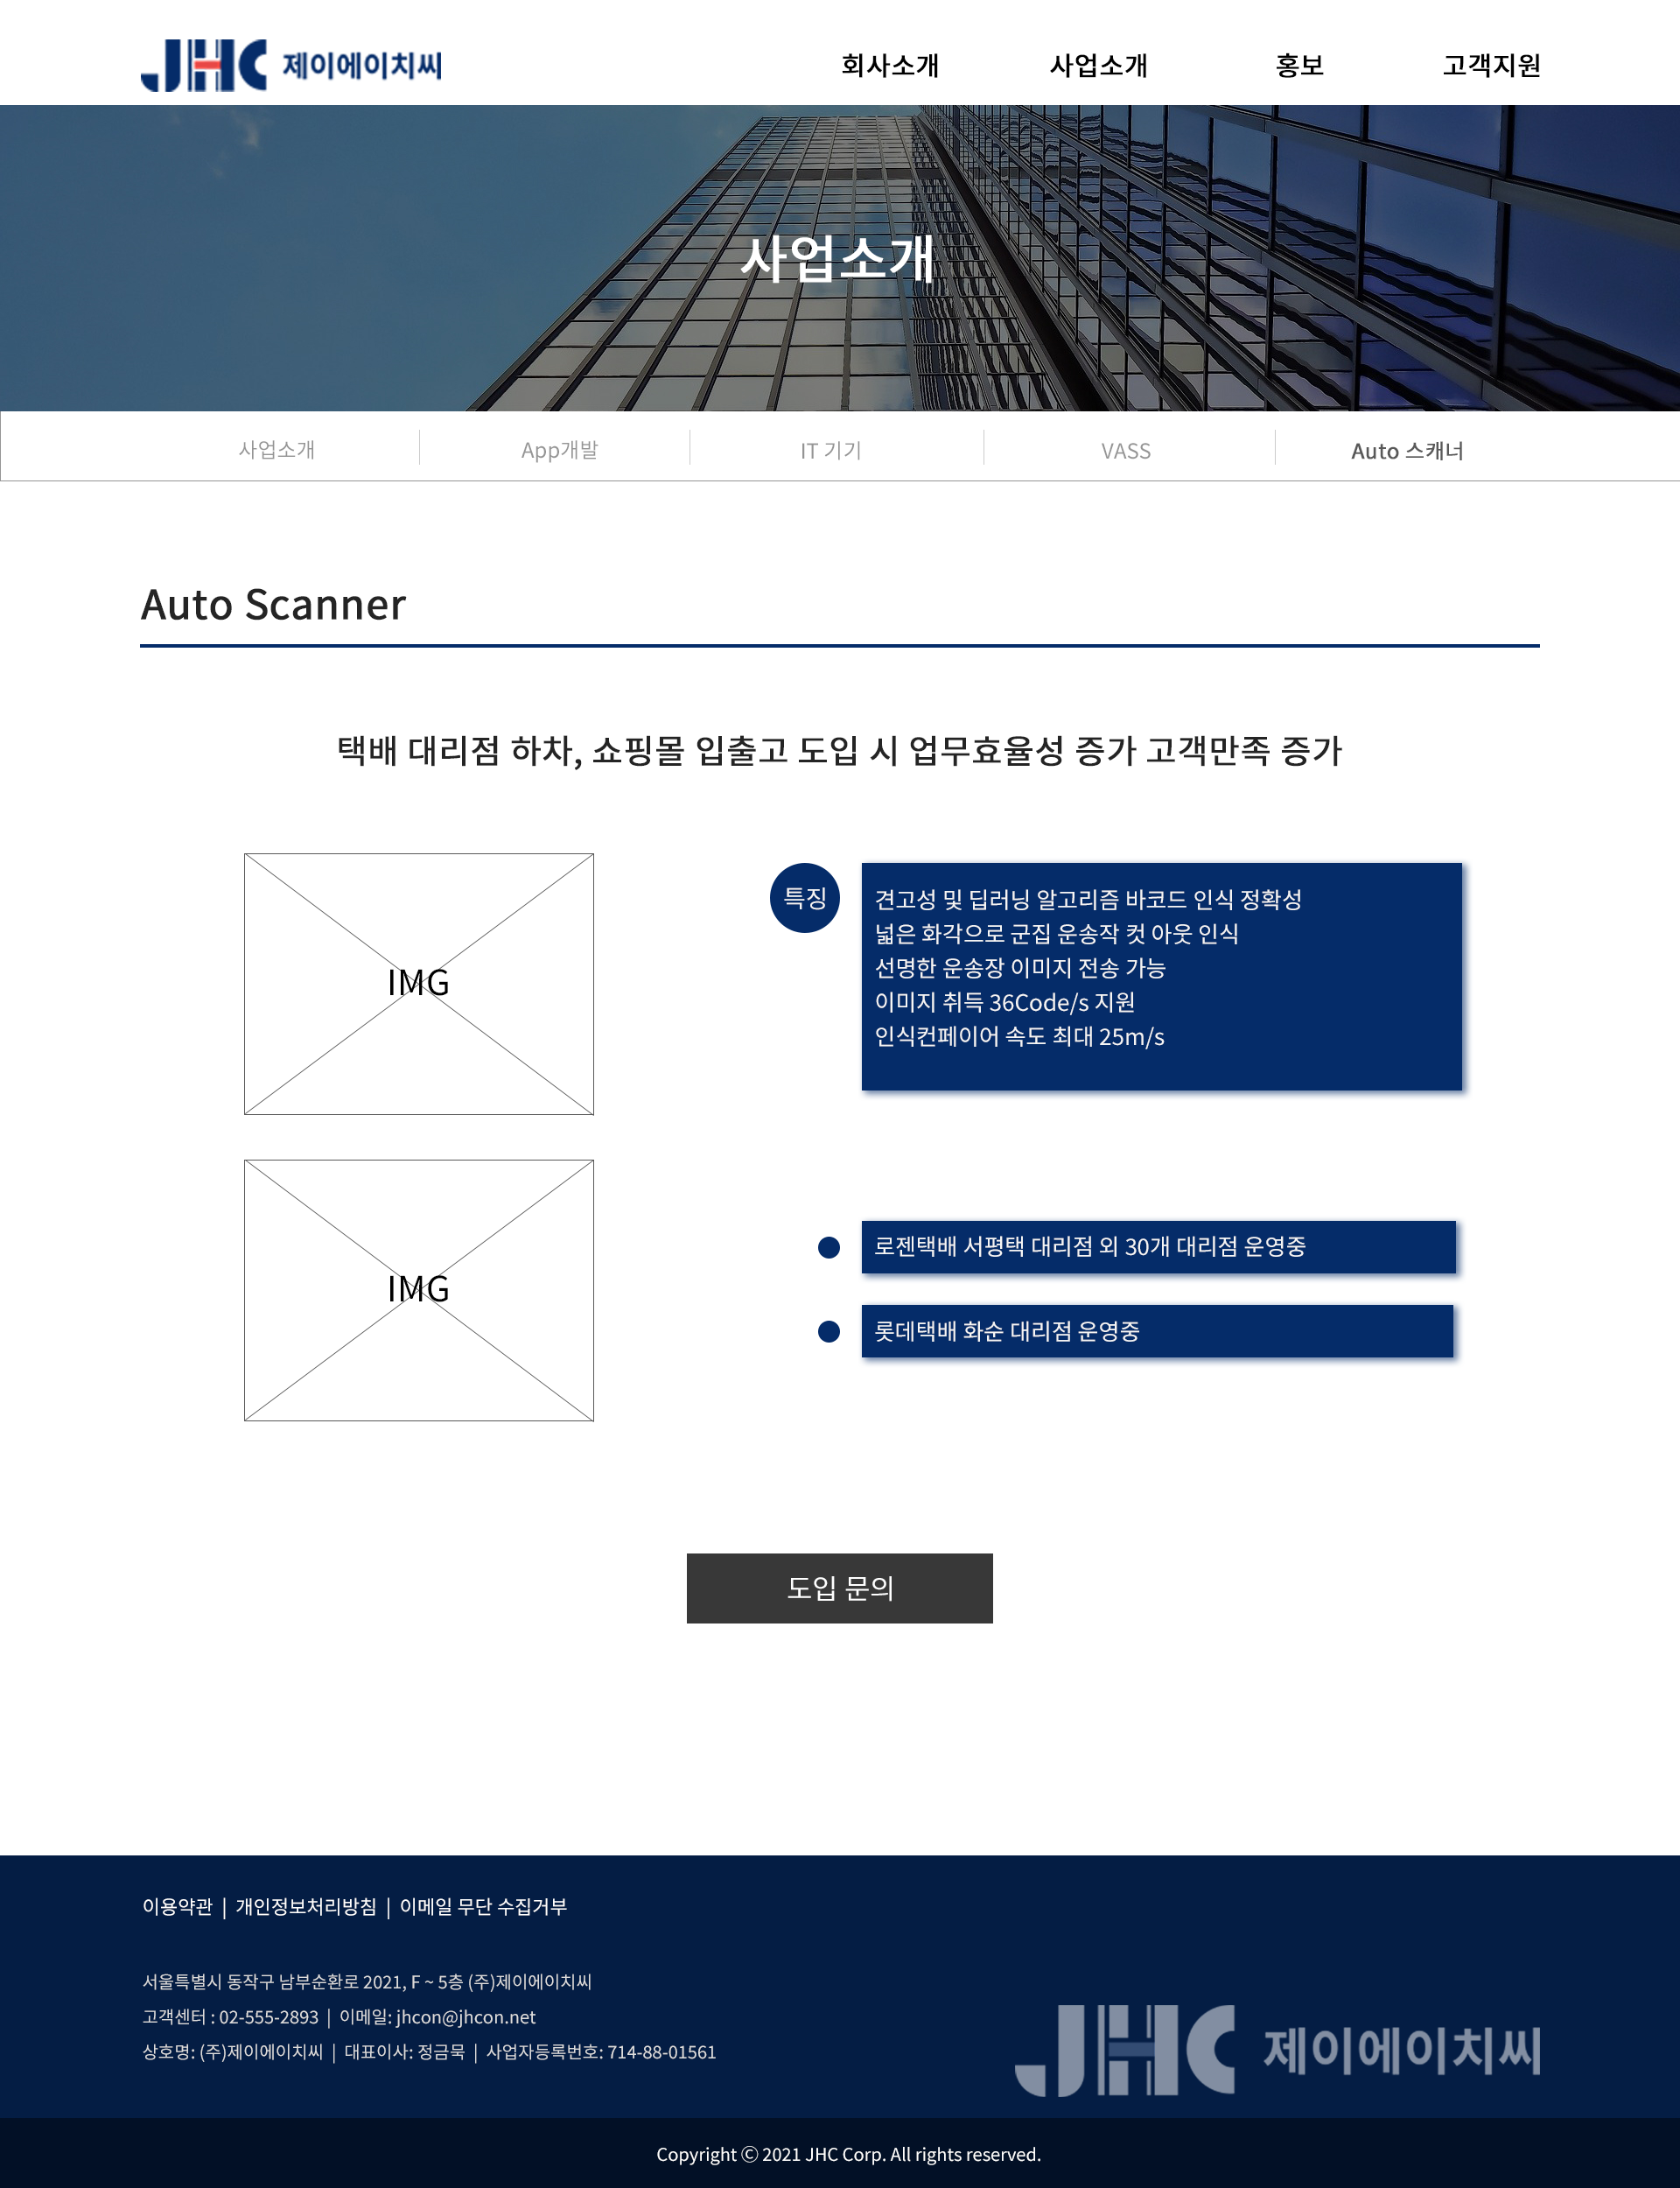 JHC 제이에이치씨
회사소개 사업소개 홍보 고객지원
사업소개
사업소개 App개발 IT 기기 VASS Auto 스캐너
Auto Scanner
택배 대리점 하차, 쇼핑몰 입출고 도입 시 업무효율성 증가 고객만족 증가
IMG
특징
견고성 및 딥러닝 알고리즘 바코드 인식 정확성
넓은 화각으로 군집 운송작 컷 아웃 인식
선명한 운송장 이미지 전송 가능
이미지 취득 36Code/s 지원
인식컨페이어 속도 최대 25m/s
IMG
로젠택배 서평택 대리점 외 30개 대리점 운영중
롯데택배 화순 대리점 운영중
도입 문의
이용약관 | 개인정보처리방침 | 이메일 무단 수집거부
서울특별시 동작구 남부순환로 2021, F ~ 5층 (주)제이에이치씨
고객센터 : 02-555-2893 | 이메일: jhcon@jhcon.net
상호명: (주)제이에이치씨 | 대표이사: 정금묵 | 사업자등록번호: 714-88-01561
JHC 제이에이치씨
Copyright ⓒ 2021 JHC Corp. All rights reserved.